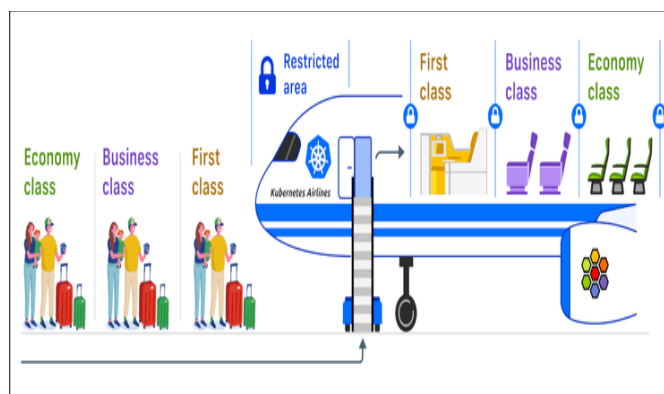 Restricted
area
First
class
Business
class
Economy
class
Economy
class
Business
class
First
class
Kubernetes Airlines